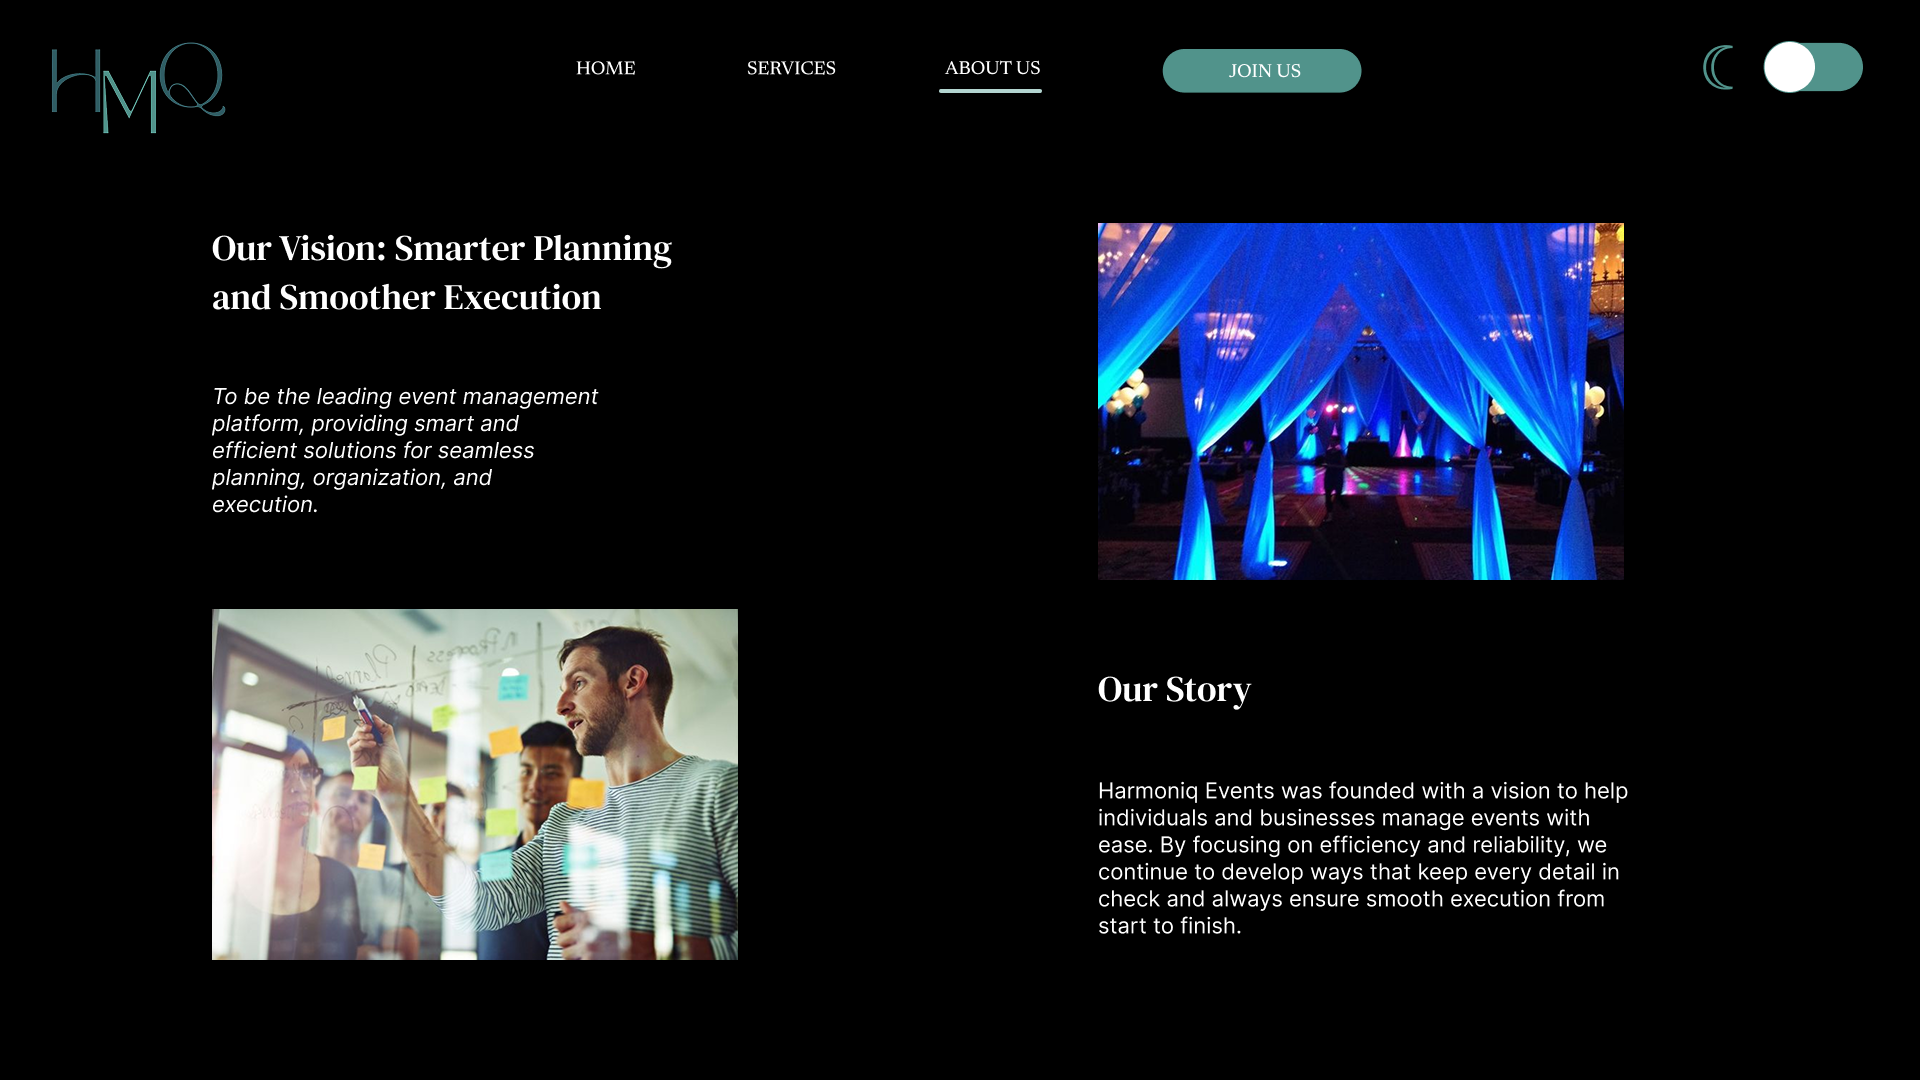 HMQ
HOME
SERVICES
ABOUT US
JOIN US
Our Vision: Smarter Planning
and Smoother Execution
To be the leading event management
platform, providing smart and
efficient solutions for seamless
planning, organization, and
execution.
Our Story
Harmoniq Events was founded with a vision to help
individuals and businesses manage events with
ease. By focusing on efficiency and reliability, we
continue to develop ways that keep every detail in
check and always ensure smooth execution from
start to finish.